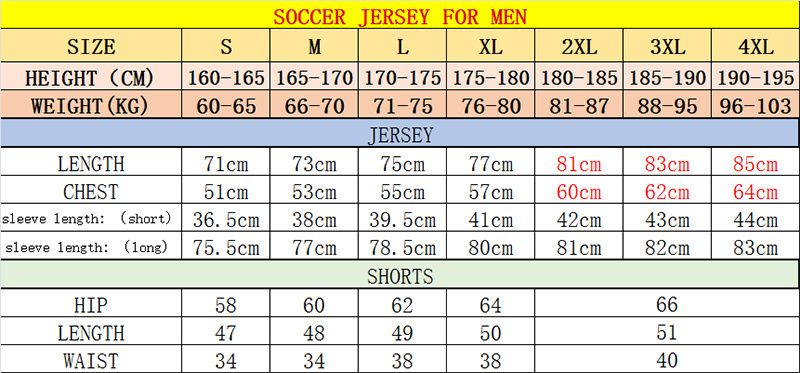 SOCCER JERSEY FOR MEN
SIZE S M L XL 2XL 3XL 4XL
HEIGHT (CM) 160-165 165-170 170-175 175-180 180-185 185-190 190-195
WEIGHT(KG) 60-65 66-70 71-75 76-80 81-87 88-95 96-103
JERSEY
LENGTH 71cm 73cm 75cm 77cm 81cm 83cm 85cm
CHEST 51cm 53cm 55cm 57cm 60cm 62cm 64cm
sleeve length: (short) 36.5cm 38cm 39.5cm 41cm 42cm 43cm 44cm
sleeve length: (long) 75.5cm 77cm 78.5cm 80cm 81cm 82cm 83cm
SHORTS
HIP 58 60 62 64 66
LENGTH 47 48 49 50 51
WAIST 34 34 38 38 40